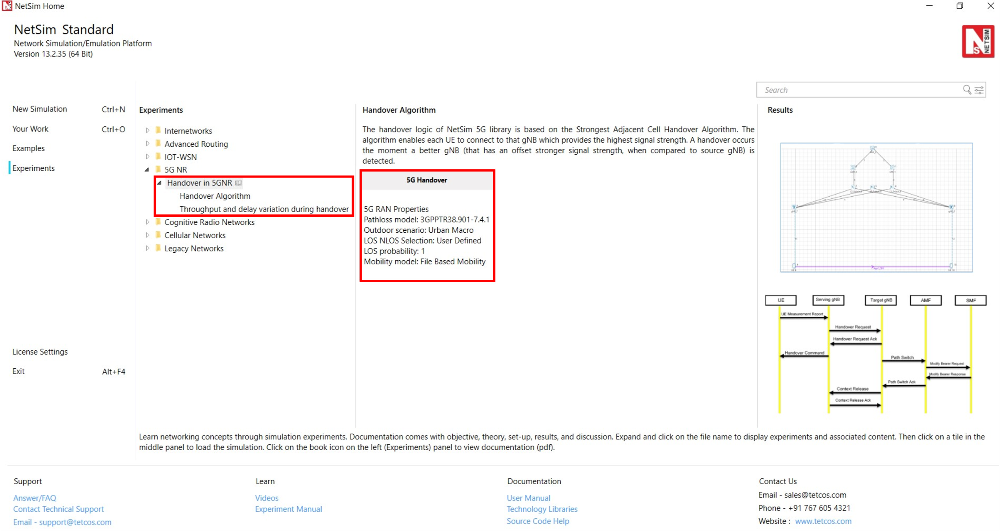 NetSim Home
NetSim Standard
Network Simulation/Emulation Platform
Version 13.2.35 (64 Bit)
NETSIM
Search
New Simulation Ctrl+N
Your Work Ctrl+O
Examples
Experiments
License Settings
Exit Alt+F4
Experiments
Internetworks
Advanced Routing
IOT-WSN
5G NR
Handover in 5GNR
Handover Algorithm
Throughput and delay variation during handover
Cognitive Radio Networks
Cellular Networks
Legacy Networks
Handover Algorithm
The handover logic of NetSim 5G library is based on the Strongest Adjacent Cell Handover Algorithm. The
algorithm enables each UE to connect to that gNB which provides the highest signal strength. A handover occurs
the moment a better gNB (that has an offset stronger signal strength, when compared to source gNB) is
detected.
5G Handover
5G RAN Properties
Pathloss model: 3GPPTR38.901-7.4.1
Outdoor scenario: Urban Macro
LOS NLOS Selection: User Defined
LOS probability: 1
Mobility model: File Based Mobility
Results
UE Serving gNB Target gNB AMF SMF
UE Measurement Report
Handover Request
Handover Request Ack
Handover Command
Path Switch
Modify Bearer Request
Modify Bearer Response
Path Switch Ack
Context Release
Context Release Ack
Learn networking concepts through simulation experiments. Documentation comes with objective, theory, set-up, results, and discussion. Expand and click on the file name to display experiments and associated content. Then click on a tile in the
middle panel to load the simulation. Click on the book icon on the left (Experiments) panel to view documentation (pdf).
Support
Answer/FAQ
Contact Technical Support
Email - support@tetcos.com
Learn
Videos
Experiment Manual
Documentation
User Manual
Technology Libraries
Source Code Help
Contact Us
Email - sales@tetcos.com
Phone - +91 767 605 4321
Website : www.tetcos.com